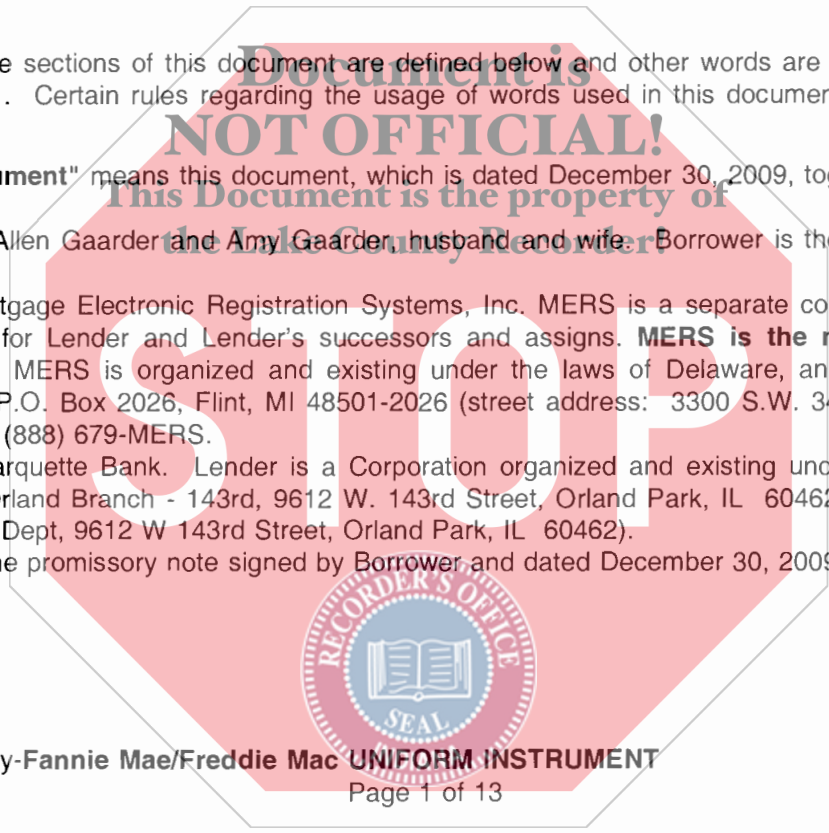 e sections of this document are defined below and other words are
Document is
. Certain rules regarding the usage of words used in this documen
NOT OFFICIAL!
ument" means this document, which is dated December 30, 2009, tog
This Document is the property of
Allen Gaarder and Amy Gaarder, husband and wife. Borrower is the
the Lake County Recorder!
tgage Electronic Registration Systems, Inc. MERS is a separate co
for Lender and Lender's successors and assigns. MERS is the m
MERS is organized and existing under the laws of Delaware, an
P.O. Box 2026, Flint, MI 48501-2026 (street address: 3300 S.W. 34
(888) 679-MERS.
STOP
arquette Bank. Lender is a Corporation organized and existing und
rland Branch - 143rd, 9612 W. 143rd Street, Orland Park, IL 60462
Dept, 9612 W 143rd Street, Orland Park, IL 60462).
e promissory note signed by Borrower and dated December 30, 2009
RECORDER'S OFFICE
SEAL
y-Fannie Mae/Freddie Mac UNIFORM INSTRUMENT
Page 1 of 13